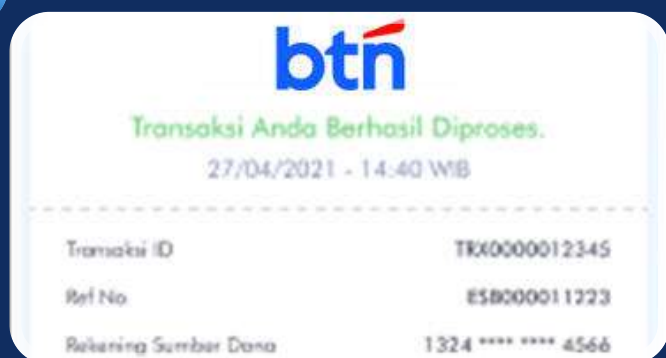 btn
Transaksi Anda Berhasil Diproses.
27/04/2021 - 14:40 WIB
Transaksi ID TRX0000012345
Ref No ESB000011223
Rekening Sumber Dana 1324 **** **** 4566